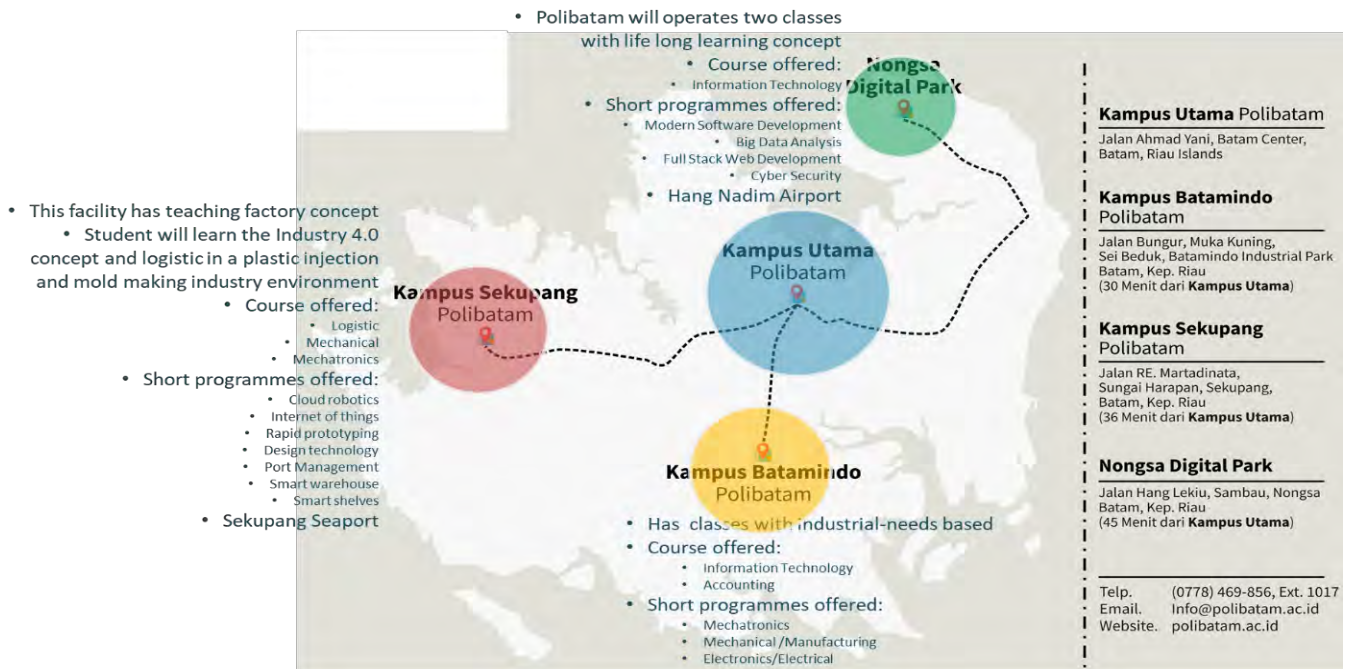 • Polibatam will operates two classes
with life long learning concept
• Course offered:
• Information Technology
• Short programmes offered:
• Modern Software Development
• Big Data Analysis
• Full Stack Web Development
• Cyber Security
• Hang Nadim Airport
Nongsa
Digital Park
• This facility has teaching factory concept
• Student will learn the Industry 4.0
concept and logistic in a plastic injection
and mold making industry environment
• Course offered:
• Logistic
• Mechanical
• Mechatronics
• Short programmes offered:
• Cloud robotics
• Internet of things
• Rapid prototyping
• Design technology
• Port Management
• Smart warehouse
• Smart shelves
• Sekupang Seaport
Kampus Sekupang
Polibatam
Kampus Utama
Polibatam
Kampus Batamindo
Polibatam
• Has classes with industrial-needs based
• Course offered:
• Information Technology
• Accounting
• Short programmes offered:
• Mechatronics
• Mechanical/Manufacturing
• Electronics/Electrical
Kampus Utama Polibatam
Jalan Ahmad Yani, Batam Center,
Batam, Riau Islands
Kampus Batamindo
Polibatam
Jalan Bungur, Muka Kuning,
Sei Beduk, Batamindo Industrial Park
Batam, Kep. Riau
(30 Menit dari Kampus Utama)
Kampus Sekupang
Polibatam
Jalan RE. Martadinata,
Sungai Harapan, Sekupang,
Batam, Kep. Riau
(36 Menit dari Kampus Utama)
Nongsa Digital Park
Jalan Hang Lekiu, Sambau, Nongsa
Batam, Kep. Riau
(45 Menit dari Kampus Utama)
Telp. (0778) 469-856, Ext. 1017
Email. Info@polibatam.ac.id
Website. polibatam.ac.id